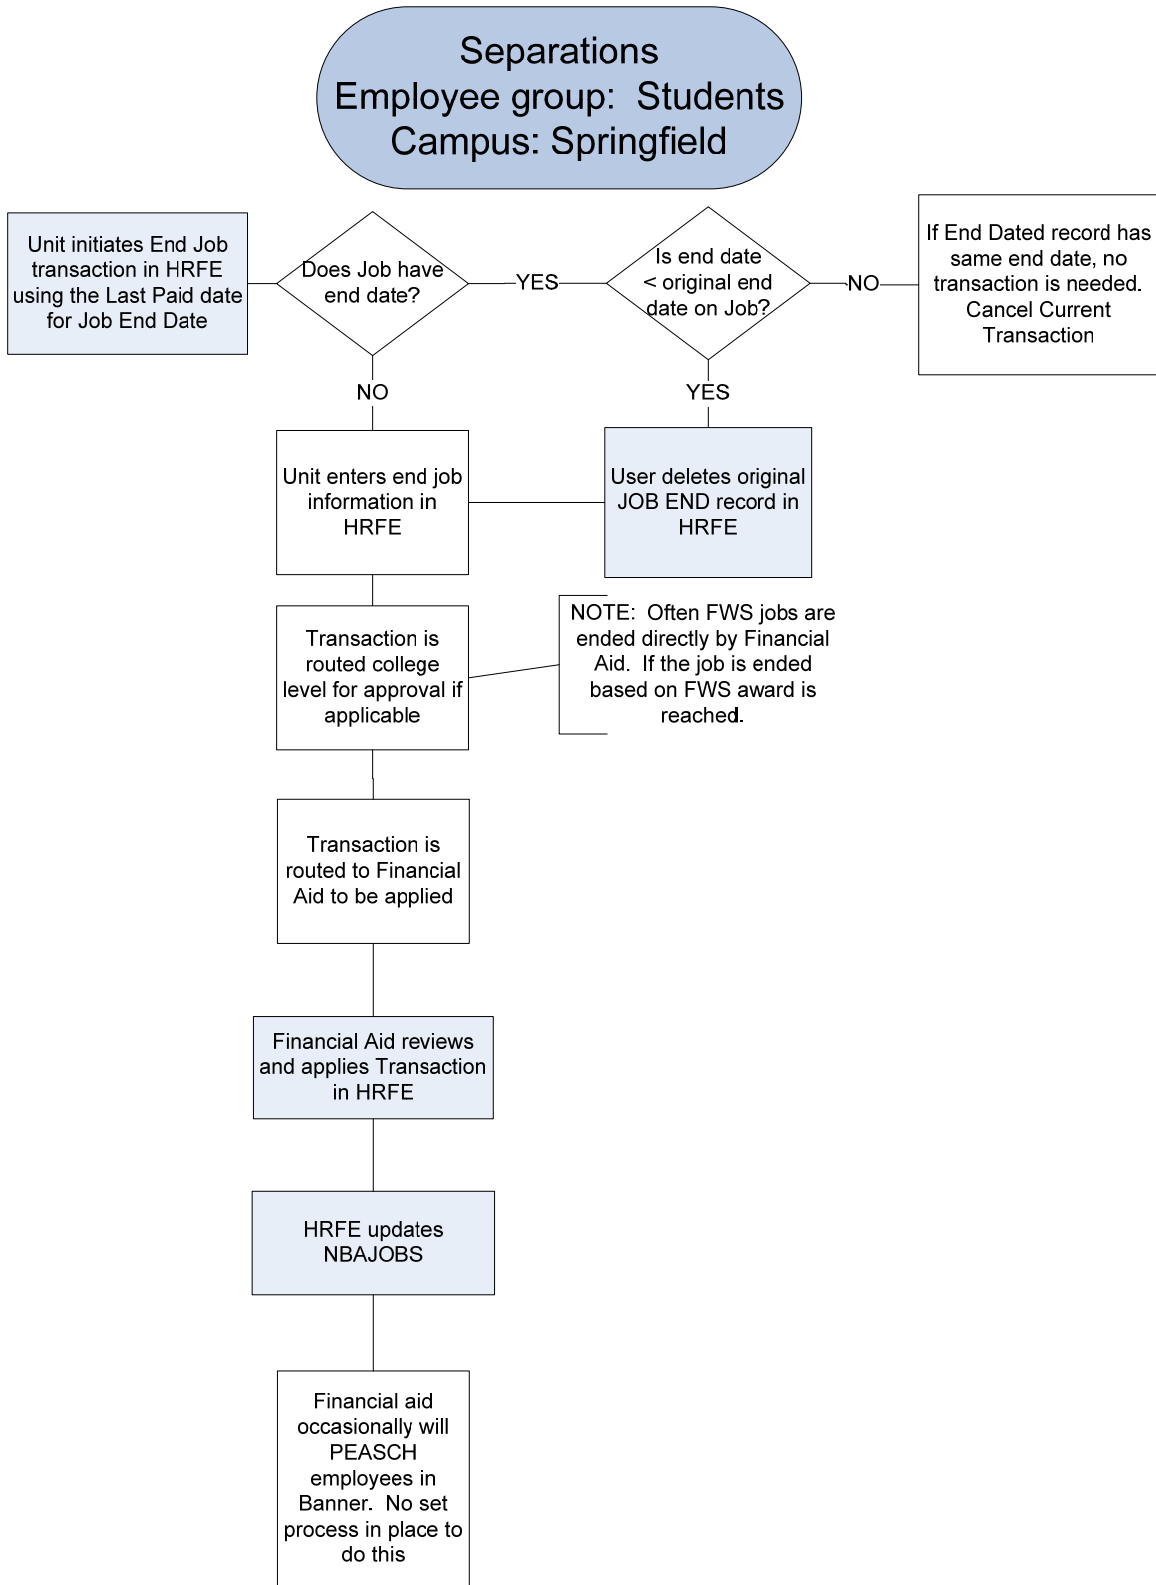 Separations
Employee group:  Students
Campus: Springfield
Unit initiates End Job
transaction in HRFE
using the Last Paid date
for Job End Date
Does Job have
end date?
YES
Is end date
< original end
date on Job?
NO
If End Dated record has
same end date, no
transaction is needed.
Cancel Current
Transaction
NO
YES
Unit enters end job
information in
HRFE
User deletes original
JOB END record in
HRFE
Transaction is
routed college
level for approval if
applicable
NOTE:  Often FWS jobs are
ended directly by Financial
Aid.  If the job is ended
based on FWS award is
reached.
Transaction is
routed to Financial
Aid to be applied
Financial Aid reviews
and applies Transaction
in HRFE
HRFE updates
NBAJOBS
Financial aid
occasionally will
PEASCH
employees in
Banner.  No set
process in place to
do this